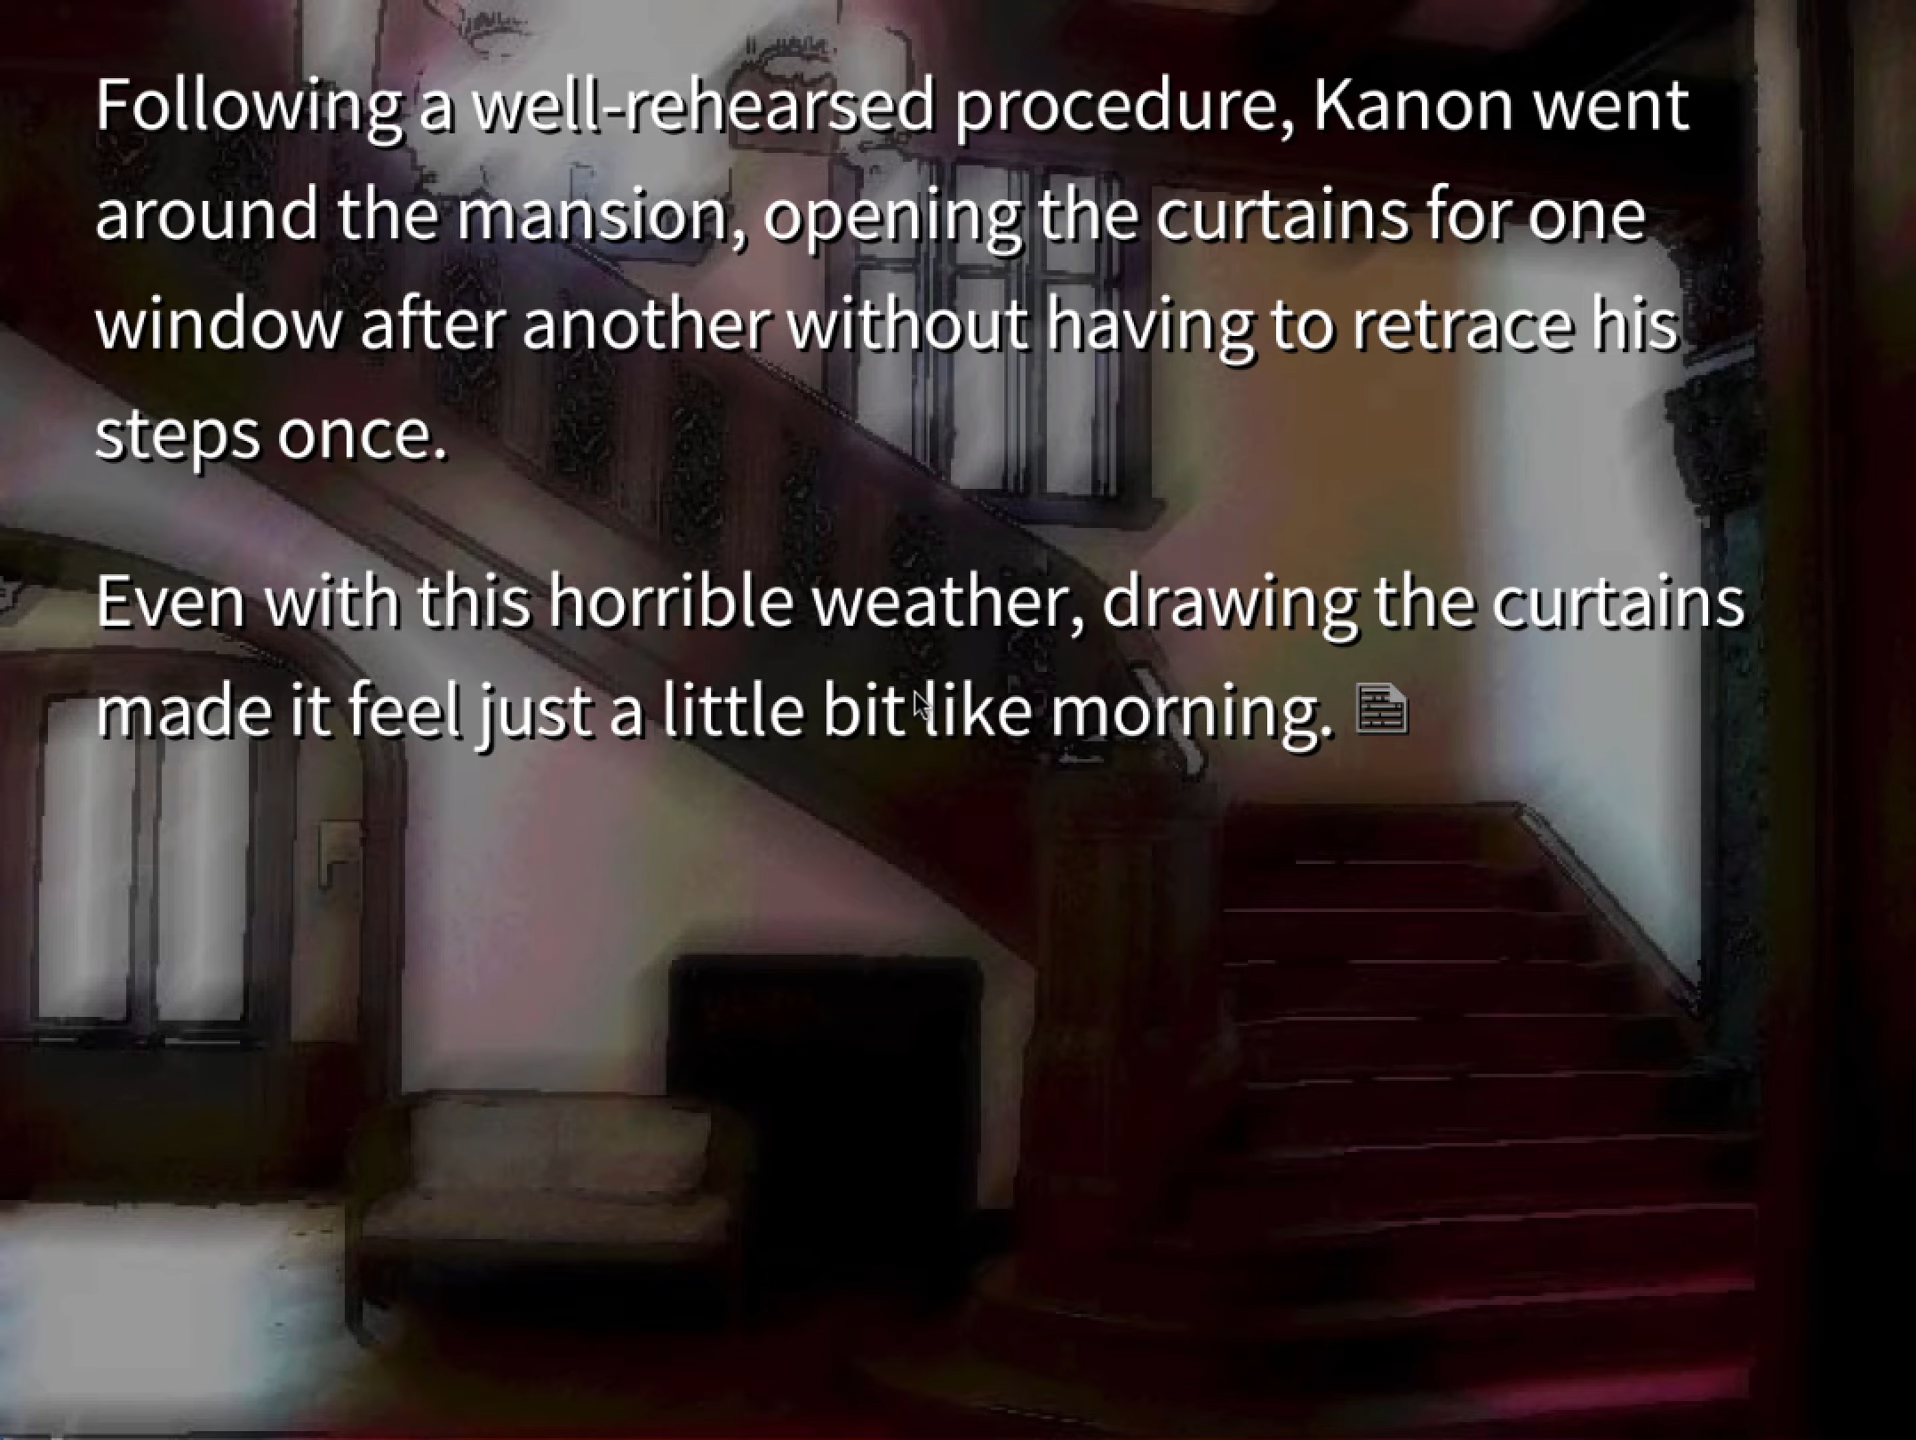 Following a well-rehearsed procedure, Kanon went
around the mansion, opening the curtains for one
window after another without having to retrace his
steps once.
Even with this horrible weather, drawing the curtains
made it feel just a little bit like morning.